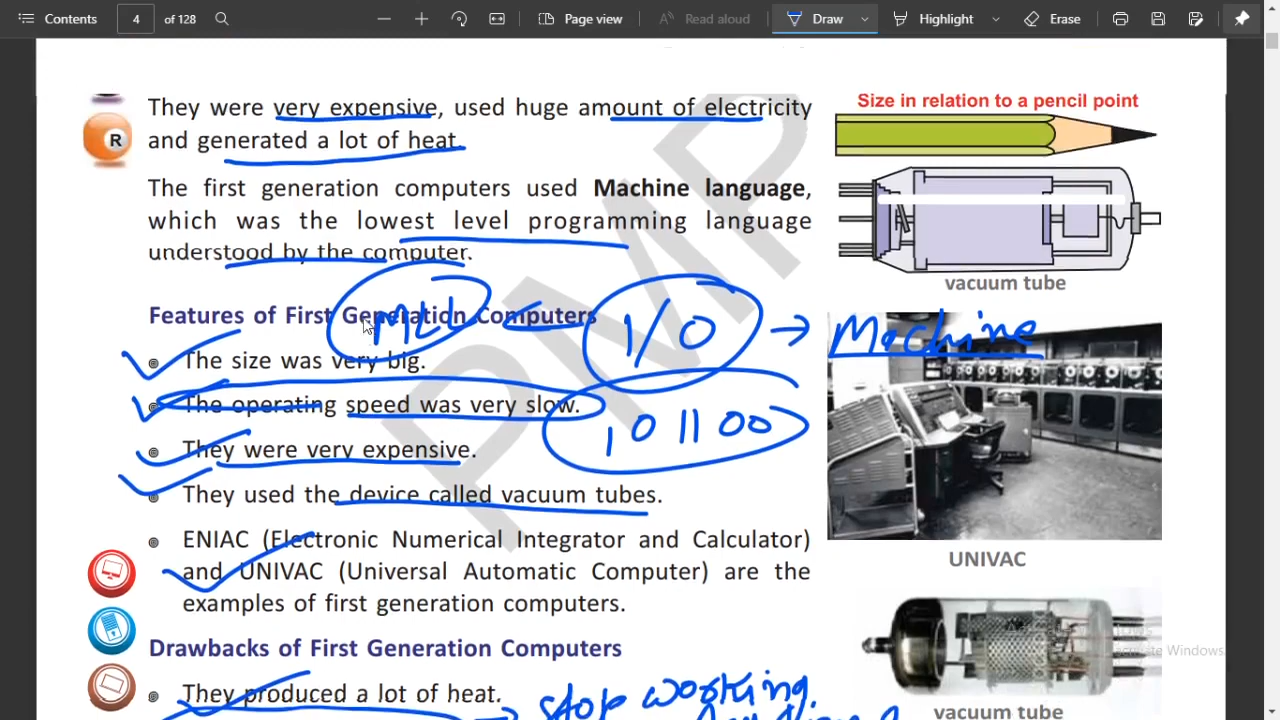 Contents
4
of 128
Page view
Read aloud
Draw
Highlight
Erase
They were very expensive, used huge amount of electricity
and generated a lot of heat.
R
The first generation computers used Machine language,
which was the lowest level programming language
understood by the computer.
Size in relation to a pencil point
vacuum tube
Features of First Generation Computers
MLL
1/0 → Machine
The size was very big.
The operating speed was very slow.
101100
They were very expensive.
They used the device called vacuum tubes.
ENIAC (Electronic Numerical Integrator and Calculator)
and UNIVAC (Universal Automatic Computer) are the
examples of first generation computers.
UNIVAC
Drawbacks of First Generation Computers
They produced a lot of heat.
→ stop working.
vacuum tube
PMP